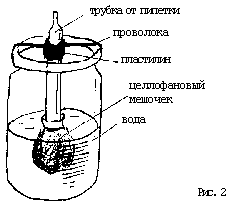 трубка от пипетки
проволока
пластилин
целлофановый
мешочек
вода
Рис. 2